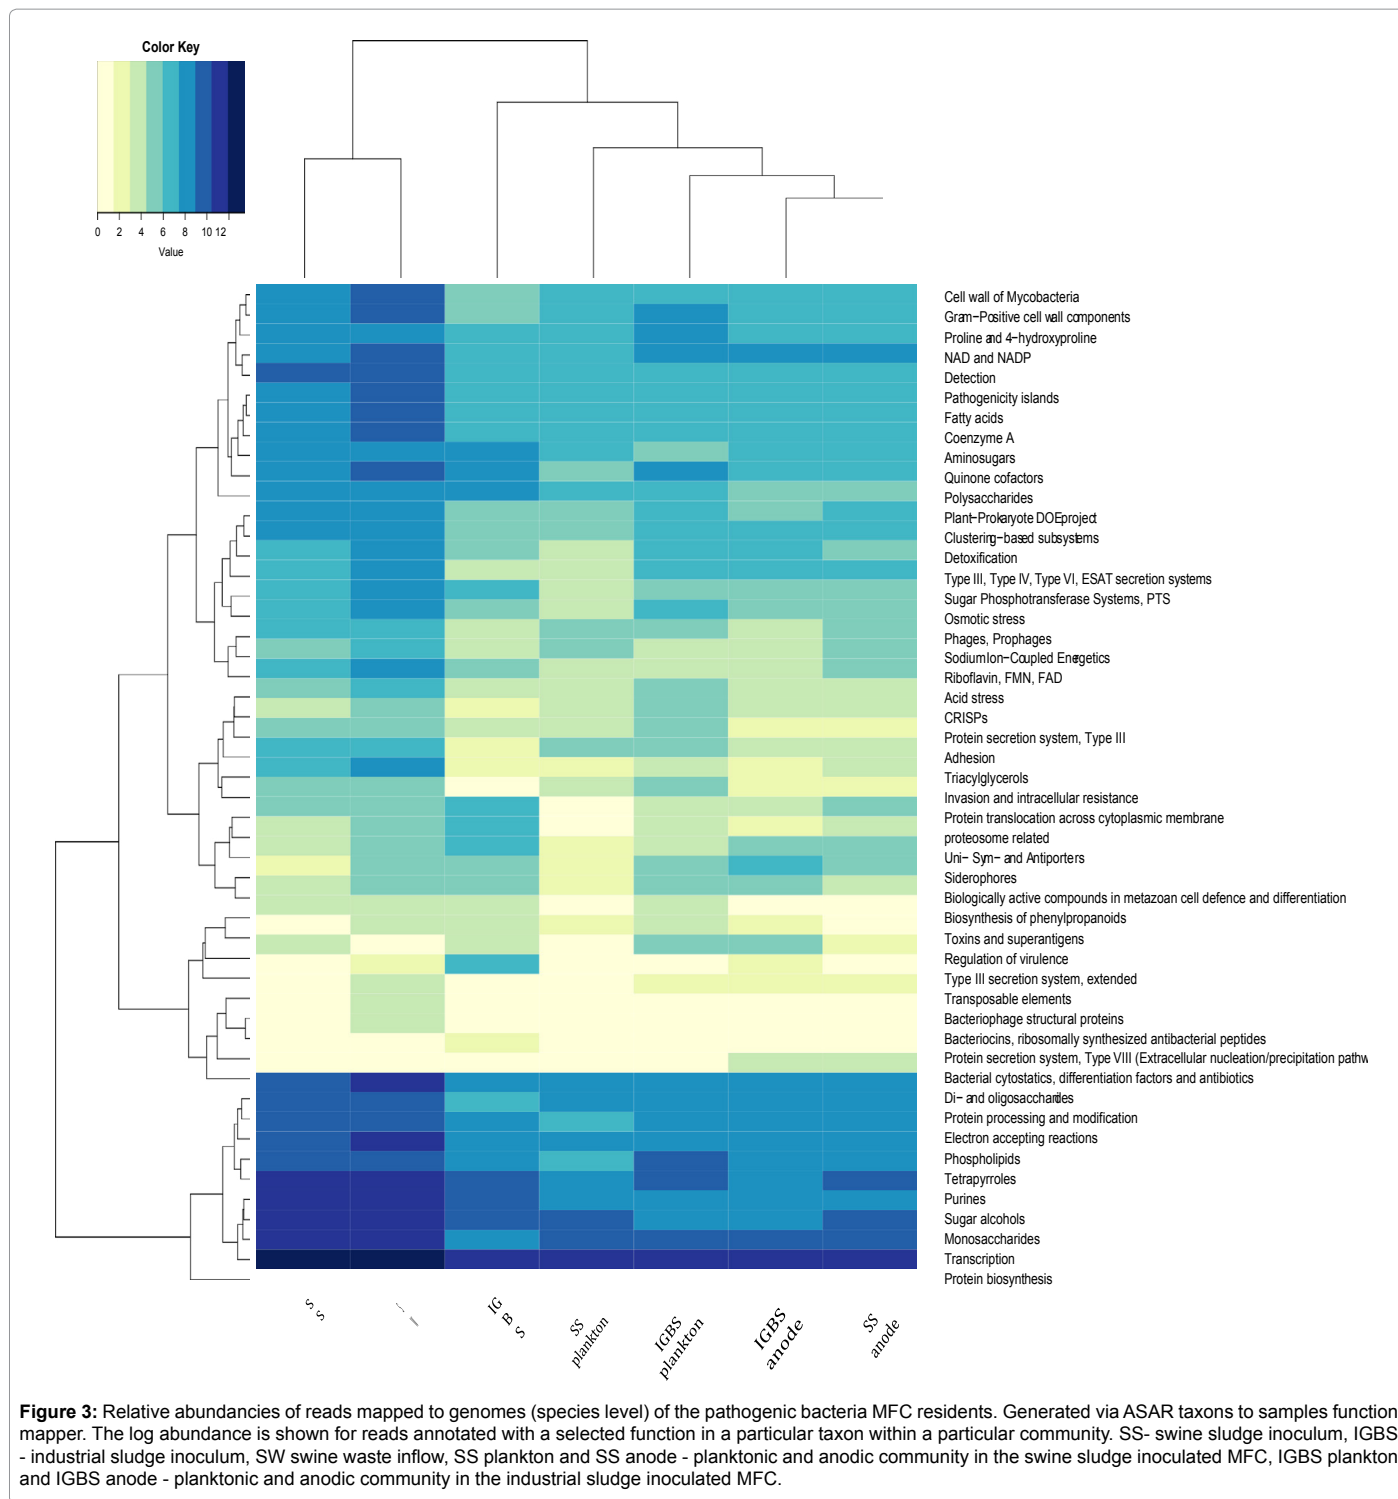 Color Key
0 2 4 6 8 10 12
Value
Cell wall of Mycobacteria
Gram−Positive cell wall components
Proline and 4−hydroxyproline
NAD and NADP
Detection
Pathogenicity islands
Fatty acids
Coenzyme A
Aminosugars
Quinone cofactors
Polysaccharides
Plant−Prokaryote DOE project
Clustering−based subsystems
Detoxification
Type III, Type IV, Type VI, ESAT secretion systems
Sugar Phosphotransferase Systems, PTS
Osmotic stress
Phages, Prophages
Sodium Ion−Coupled Energetics
Riboflavin, FMN, FAD
Acid stress
CRISPs
Protein secretion system, Type III
Adhesion
Triacylglycerols
Invasion and intracellular resistance
Protein translocation across cytoplasmic membrane
proteosome related
Uni− Sym− and Antiporters
Siderophores
Biologically active compounds in metazoan cell defence and differentiation
Biosynthesis of phenylpropanoids
Toxins and superantigens
Regulation of virulence
Type III secretion system, extended
Transposable elements
Bacteriophage structural proteins
Bacteriocins, ribosomally synthesized antibacterial peptides
Protein secretion system, Type VIII (Extracellular nucleation/precipitation pathw
Bacterial cytostatics, differentiation factors and antibiotics
Di− and oligosaccharides
Protein processing and modification
Electron accepting reactions
Phospholipids
Tetrapyrroles
Purines
Sugar alcohols
Monosaccharides
Transcription
Protein biosynthesis
S S
IG B S
SS plankton
IGBS plankton
IGBS anode
SS anode
Figure 3: Relative abundancies of reads mapped to genomes (species level) of the pathogenic bacteria MFC residents. Generated via ASAR taxons to samples function
mapper. The log abundance is shown for reads annotated with a selected function in a particular taxon within a particular community. SS- swine sludge inoculum, IGBS
- industrial sludge inoculum, SW swine waste inflow, SS plankton and SS anode - planktonic and anodic community in the swine sludge inoculated MFC, IGBS plankton
and IGBS anode - planktonic and anodic community in the industrial sludge inoculated MFC.